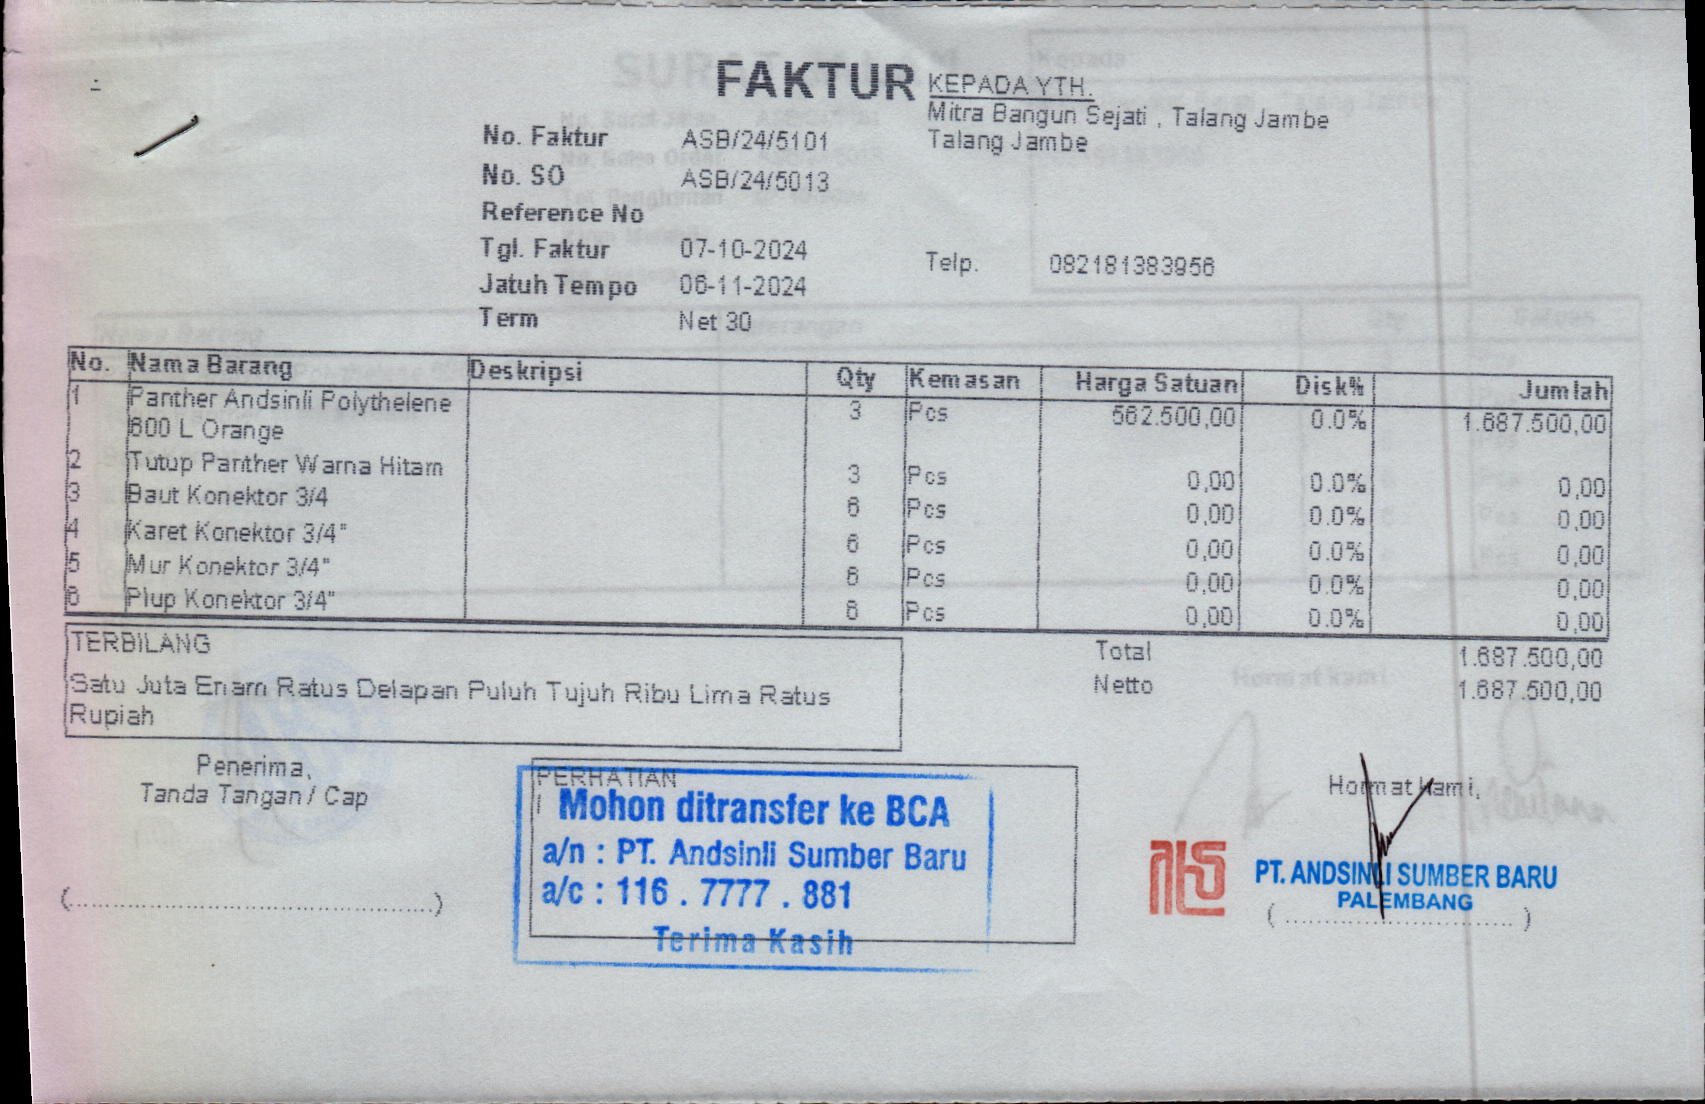 FAKTUR
KEPADA YTH.
Mitra Bangun Sejati , Talang Jambe
Talang Jambe
No. Faktur ASB/24/5101
No. SO ASB/24/5013
Reference No
Tgl. Faktur 07-10-2024
Telp. 082181383956
Jatuh Tempo 06-11-2024
Term Net 30
No. Nama Barang Deskripsi Qty Kemasan Harga Satuan Disk% Jumlah
1 Panther Andsinli Polythelene 3 Pcs 562.500,00 0.0% 1.687.500,00
600 L Orange
2 Tutup Panther Warna Hitam 3 Pcs 0,00 0.0% 0,00
3 Baut Konektor 3/4 6 Pcs 0,00 0.0% 0,00
4 Karet Konektor 3/4" 6 Pcs 0,00 0.0% 0,00
5 Mur Konektor 3/4" 6 Pcs 0,00 0.0% 0,00
6 Plup Konektor 3/4" 6 Pcs 0,00 0.0% 0,00
TERBILANG
Satu Juta Enam Ratus Delapan Puluh Tujuh Ribu Lima Ratus
Rupiah
Total 1.687.500,00
Netto 1.687.500,00
Penerima,
Tanda Tangan / Cap
(..............................................)
PERHATIAN
Mohon ditransfer ke BCA
a/n : PT. Andsinli Sumber Baru
a/c : 116 . 7777 . 881
Terima Kasih
Hormat kami,
PT. ANDSINLI SUMBER BARU
PALEMBANG
( ................................ )